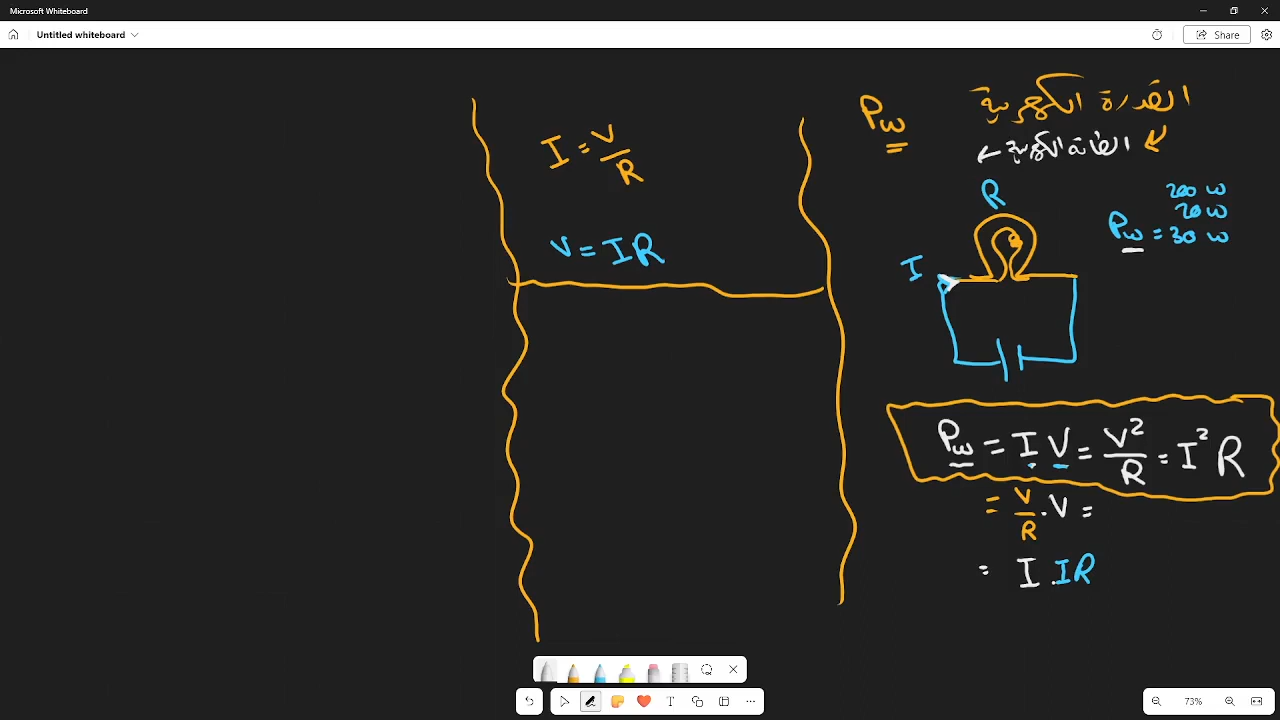 Microsoft Whiteboard
Untitled whiteboard
Share
القدرة الكهربية
Pw
الطاقة الكهربية
I = V/R
V = IR
R
200 w
20 w
Pw = 30 w
I
Pw = I V = V²/R = I² R
= V/R . V =
= I . IR
73%